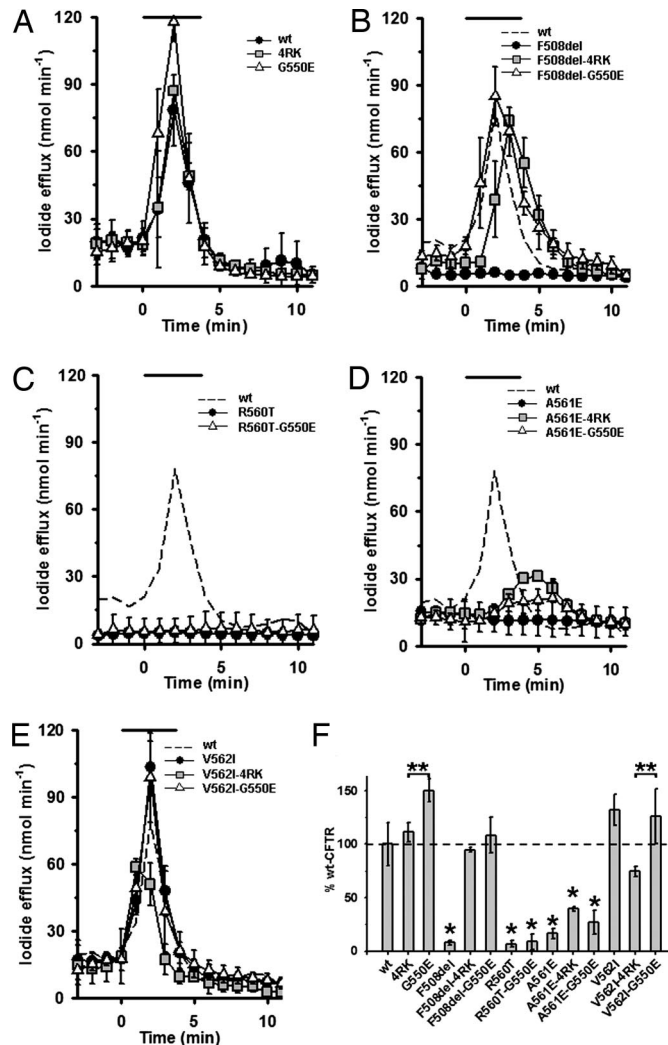 A
120
90
60
30
0
Iodide efflux (nmol min⁻¹)
0 5 10
Time (min)
wt
4RK
G550E
B
120
90
60
30
0
Iodide efflux (nmol min⁻¹)
0 5 10
Time (min)
wt
F508del
F508del-4RK
F508del-G550E
C
120
90
60
30
0
Iodide efflux (nmol min⁻¹)
0 5 10
Time (min)
wt
R560T
R560T-G550E
D
120
90
60
30
0
Iodide efflux (nmol min⁻¹)
0 5 10
Time (min)
wt
A561E
A561E-4RK
A561E-G550E
E
120
90
60
30
0
Iodide efflux (nmol min⁻¹)
0 5 10
Time (min)
wt
V562I
V562I-4RK
V562I-G550E
F
150
100
50
0
% wt-CFTR
** **
* * * * * *
wt
4RK
G550E
F508del
F508del-4RK
F508del-G550E
R560T
R560T-G550E
A561E
A561E-4RK
A561E-G550E
V562I
V562I-4RK
V562I-G550E